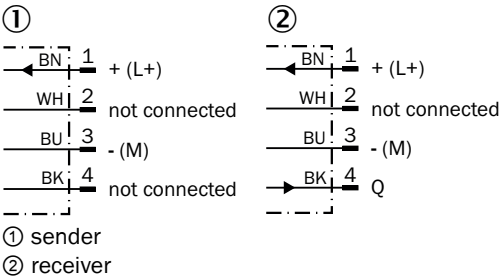 ① ②
BN 1 + (L+) BN 1 + (L+)
WH 2 not connected WH 2 not connected
BU 3 - (M) BU 3 - (M)
BK 4 not connected BK 4 Q
① sender
② receiver